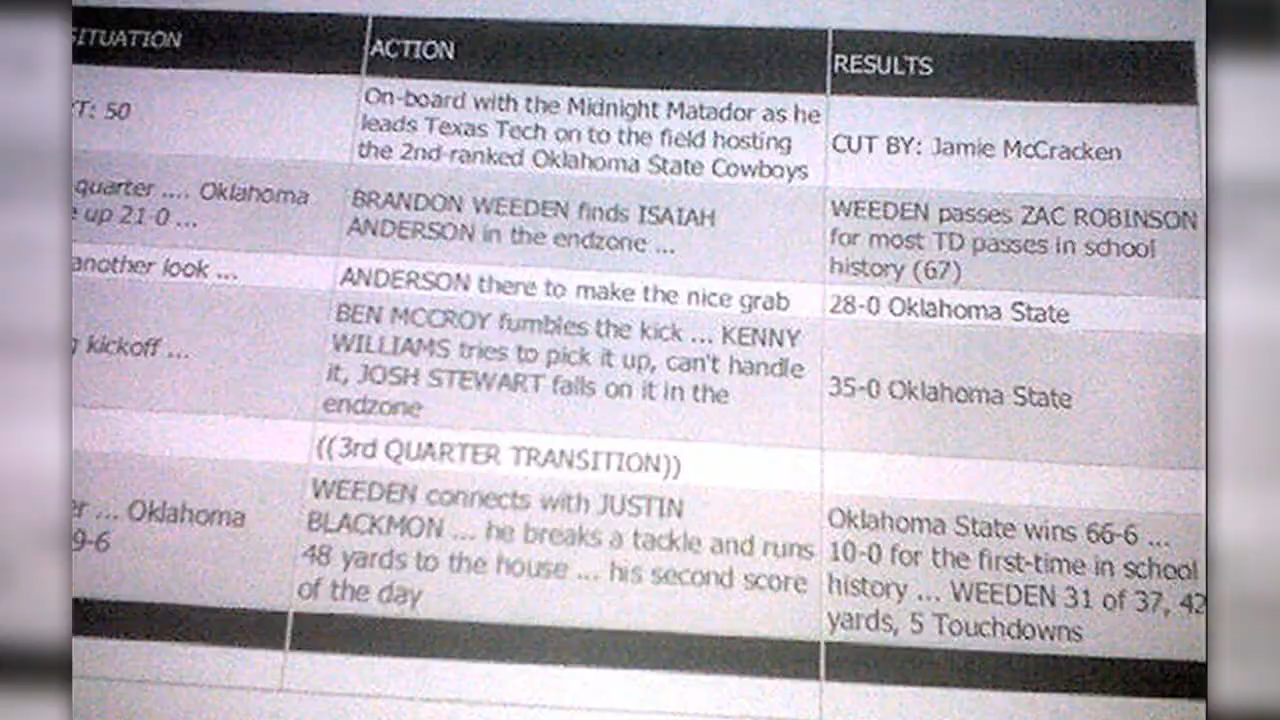 SITUATION
ACTION
RESULTS
T: 50
On-board with the Midnight Matador as he
leads Texas Tech on to the field hosting
the 2nd-ranked Oklahoma State Cowboys
CUT BY: Jamie McCracken
quarter .... Oklahoma
up 21-0 ...
BRANDON WEEDEN finds ISAIAH
ANDERSON in the endzone ...
WEEDEN passes ZAC ROBINSON
for most TD passes in school
history (67)
another look ...
ANDERSON there to make the nice grab
28-0 Oklahoma State
kickoff ...
BEN MCCROY fumbles the kick ... KENNY
WILLIAMS tries to pick it up, can't handle
it, JOSH STEWART falls on it in the
endzone
35-0 Oklahoma State
((3rd QUARTER TRANSITION))
er ... Oklahoma
9-6
WEEDEN connects with JUSTIN
BLACKMON ... he breaks a tackle and runs
48 yards to the house ... his second score
of the day
Oklahoma State wins 66-6 ...
10-0 for the first-time in school
history ... WEEDEN 31 of 37, 42
yards, 5 Touchdowns